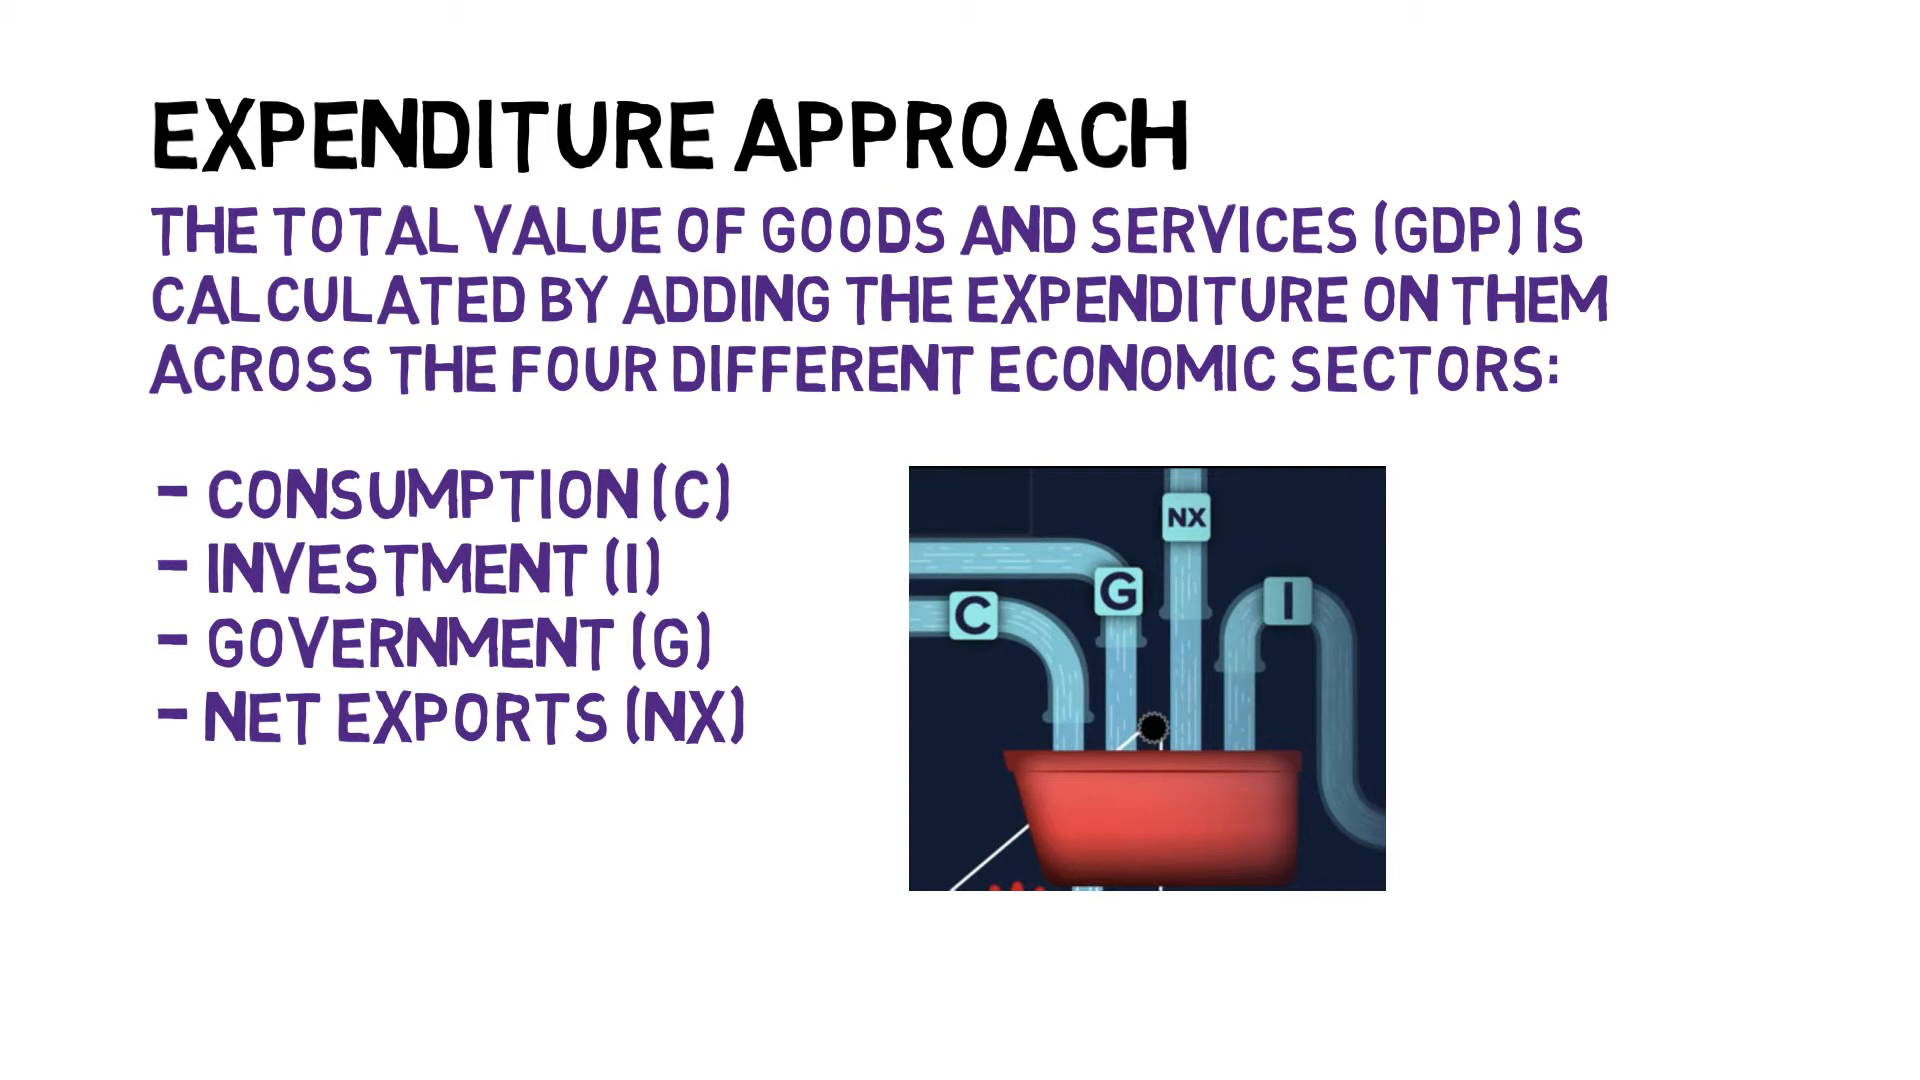 EXPENDITURE APPROACH
THE TOTAL VALUE OF GOODS AND SERVICES (GDP) IS
CALCULATED BY ADDING THE EXPENDITURE ON THEM
ACROSS THE FOUR DIFFERENT ECONOMIC SECTORS:
- CONSUMPTION (C)
- INVESTMENT (I)
- GOVERNMENT (G)
- NET EXPORTS (NX)
NX
G
I
C